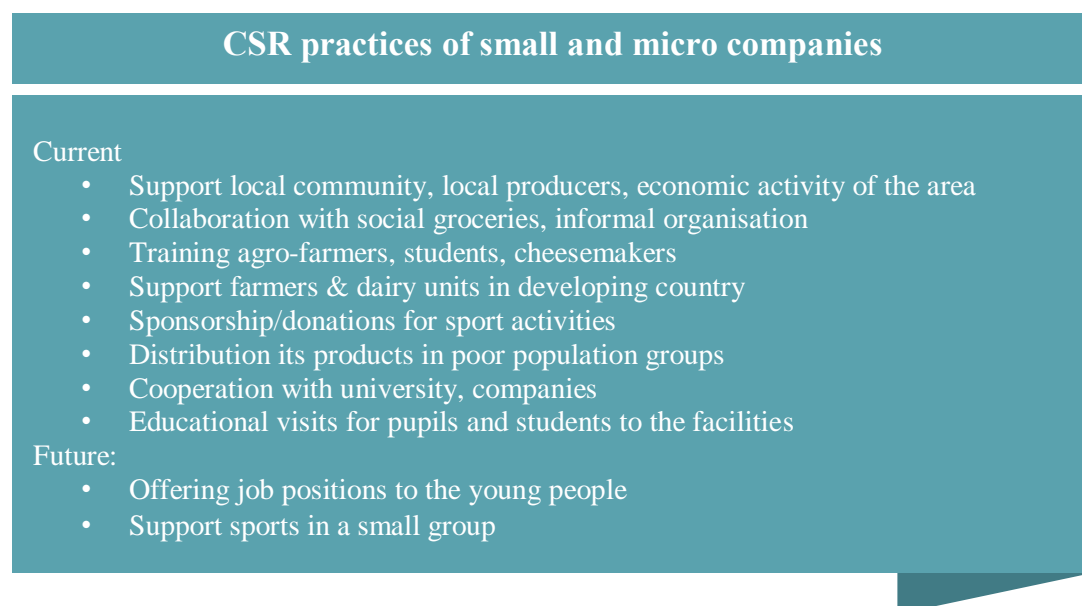 CSR practices of small and micro companies
Current
• Support local community, local producers, economic activity of the area
• Collaboration with social groceries, informal organisation
• Training agro-farmers, students, cheesemakers
• Support farmers & dairy units in developing country
• Sponsorship/donations for sport activities
• Distribution its products in poor population groups
• Cooperation with university, companies
• Educational visits for pupils and students to the facilities
Future:
• Offering job positions to the young people
• Support sports in a small group